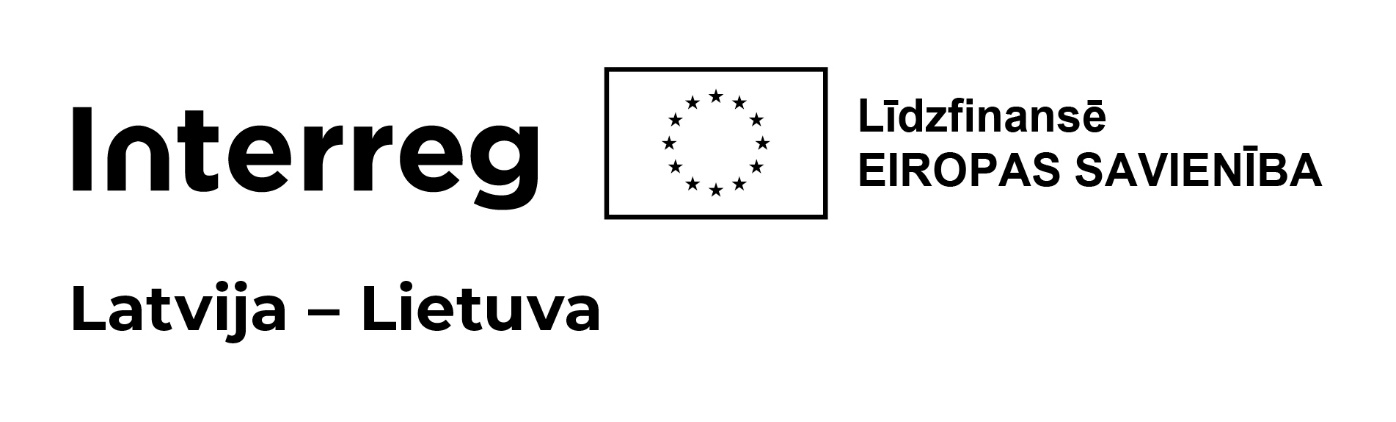 Interreg
Līdzfinansē
EIROPAS SAVIENĪBA
Latvija – Lietuva